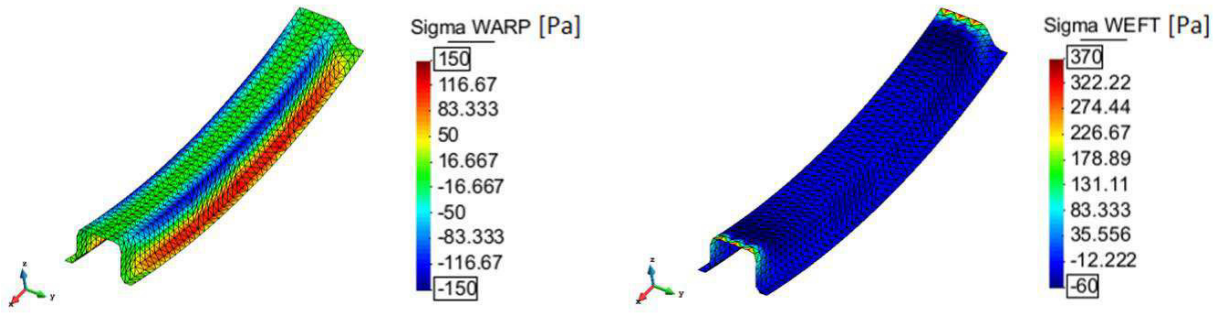 Sigma WARP [Pa]
150
116.67
83.333
50
16.667
-16.667
-50
-83.333
-116.67
-150
z
x
y
Sigma WEFT [Pa]
370
322.22
274.44
226.67
178.89
131.11
83.333
35.556
-12.222
-60
z
x
y